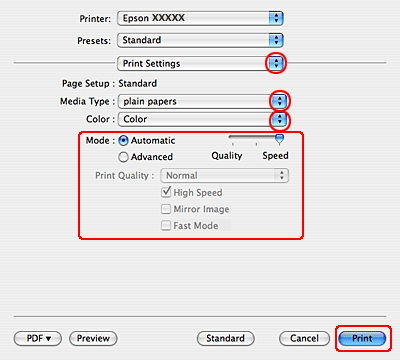 Printer: Epson XXXXX
Presets: Standard
Print Settings
Page Setup : Standard
Media Type : plain papers
Color : Color
Mode : Automatic
Advanced Quality Speed
Print Quality : Normal
High Speed
Mirror Image
Fast Mode
PDF ▼ Preview Standard Cancel Print